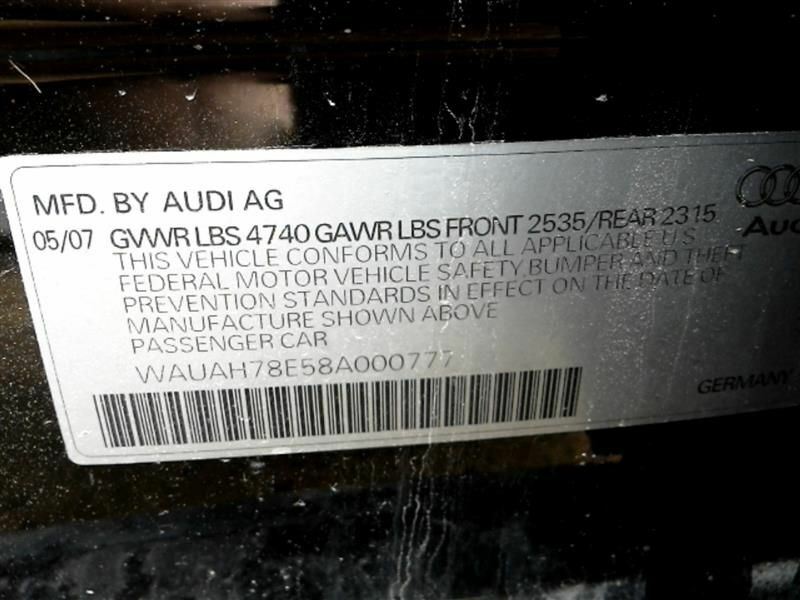 MFD. BY AUDI AG
05/07 GVWR LBS 4740 GAWR LBS FRONT 2535/REAR 2315
THIS VEHICLE CONFORMS TO ALL APPLICABLE U.S
FEDERAL MOTOR VEHICLE SAFETY, BUMPER AND THEFT
PREVENTION STANDARDS IN EFFECT ON THE DATE OF
MANUFACTURE SHOWN ABOVE
PASSENGER CAR
WAUAH78E58A000777
GERMANY